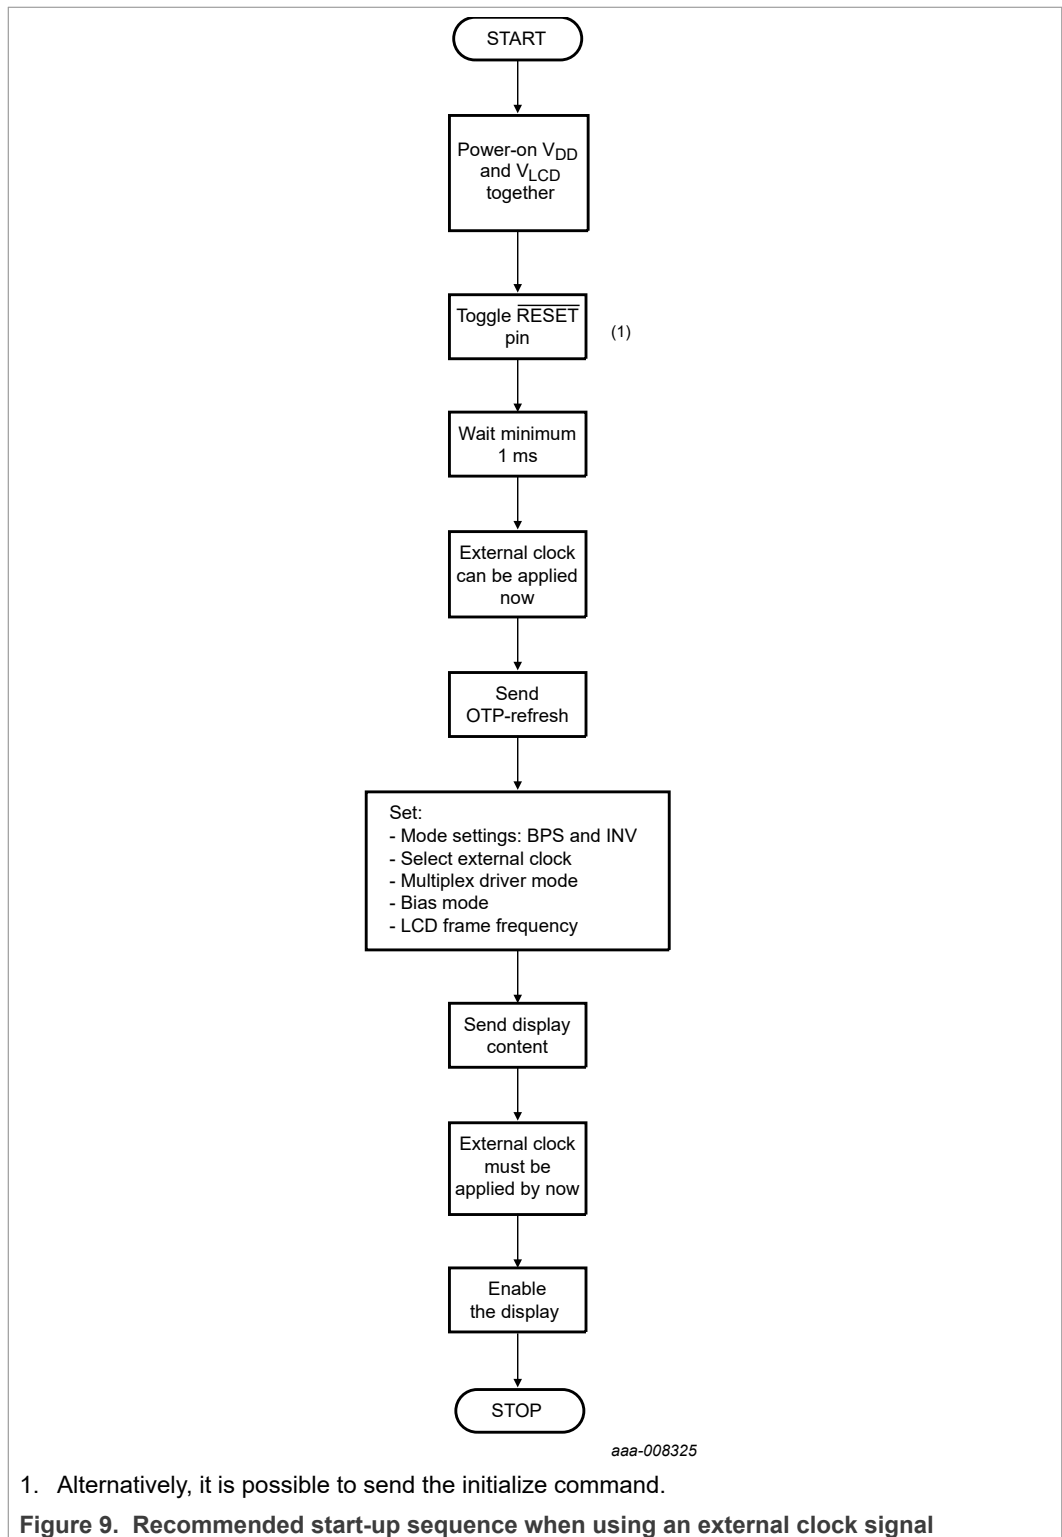 START
Power-on VDD
and VLCD
together
Toggle RESET
pin
(1)
Wait minimum
1 ms
External clock
can be applied
now
Send
OTP-refresh
Set:
- Mode settings: BPS and INV
- Select external clock
- Multiplex driver mode
- Bias mode
- LCD frame frequency
Send display
content
External clock
must be
applied by now
Enable
the display
STOP
aaa-008325
1. Alternatively, it is possible to send the initialize command.
Figure 9. Recommended start-up sequence when using an external clock signal